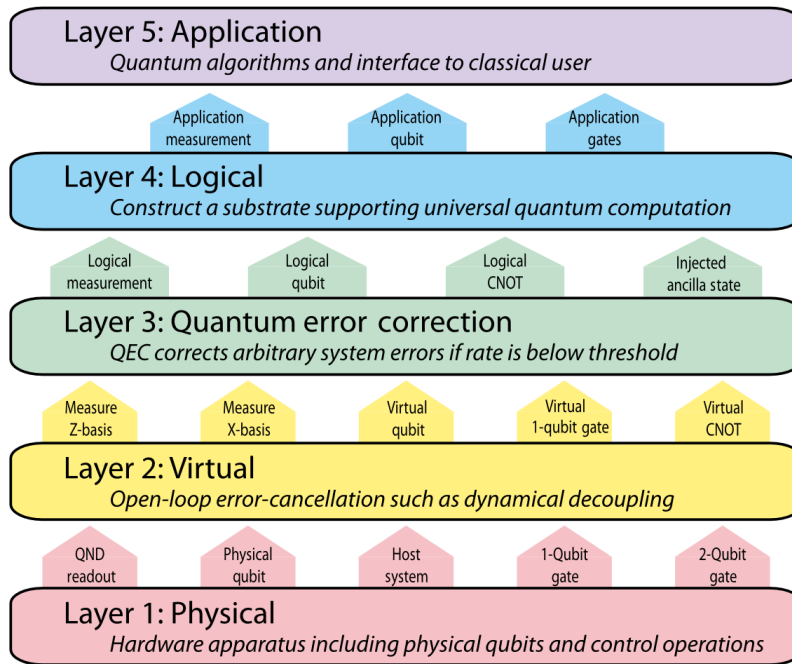 Layer 5: Application
Quantum algorithms and interface to classical user
Application
measurement
Application
qubit
Application
gates
Layer 4: Logical
Construct a substrate supporting universal quantum computation
Logical
measurement
Logical
qubit
Logical
CNOT
Injected
ancilla state
Layer 3: Quantum error correction
QEC corrects arbitrary system errors if rate is below threshold
Measure
Z-basis
Measure
X-basis
Virtual
qubit
Virtual
1-qubit gate
Virtual
CNOT
Layer 2: Virtual
Open-loop error-cancellation such as dynamical decoupling
QND
readout
Physical
qubit
Host
system
1-Qubit
gate
2-Qubit
gate
Layer 1: Physical
Hardware apparatus including physical qubits and control operations